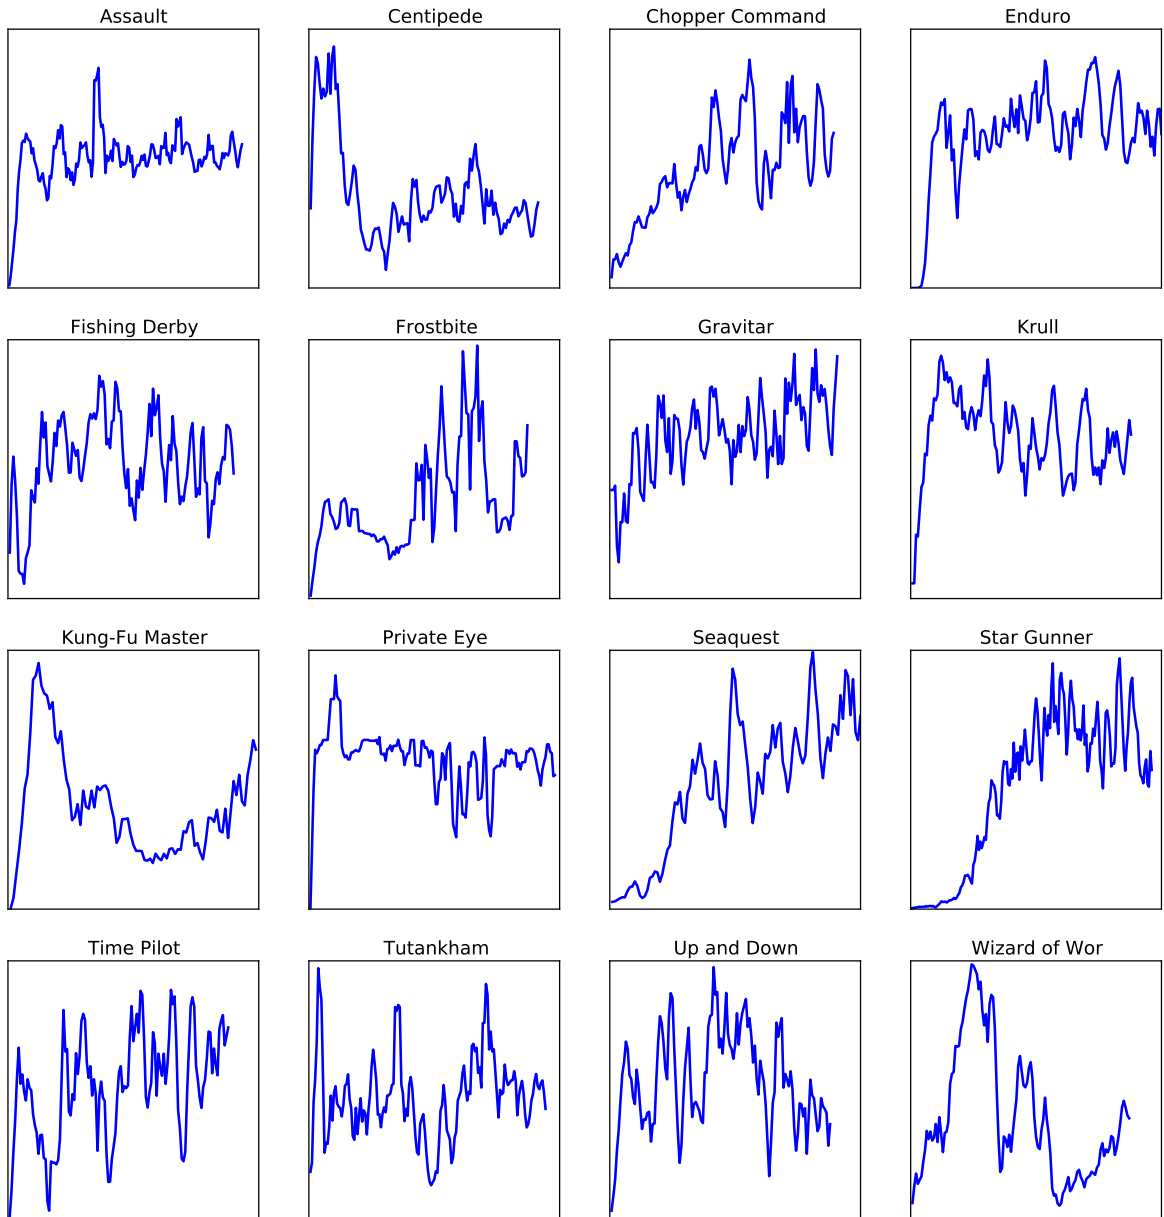 Assault
Centipede
Chopper Command
Enduro
Fishing Derby
Frostbite
Gravitar
Krull
Kung-Fu Master
Private Eye
Seaquest
Star Gunner
Time Pilot
Tutankham
Up and Down
Wizard of Wor